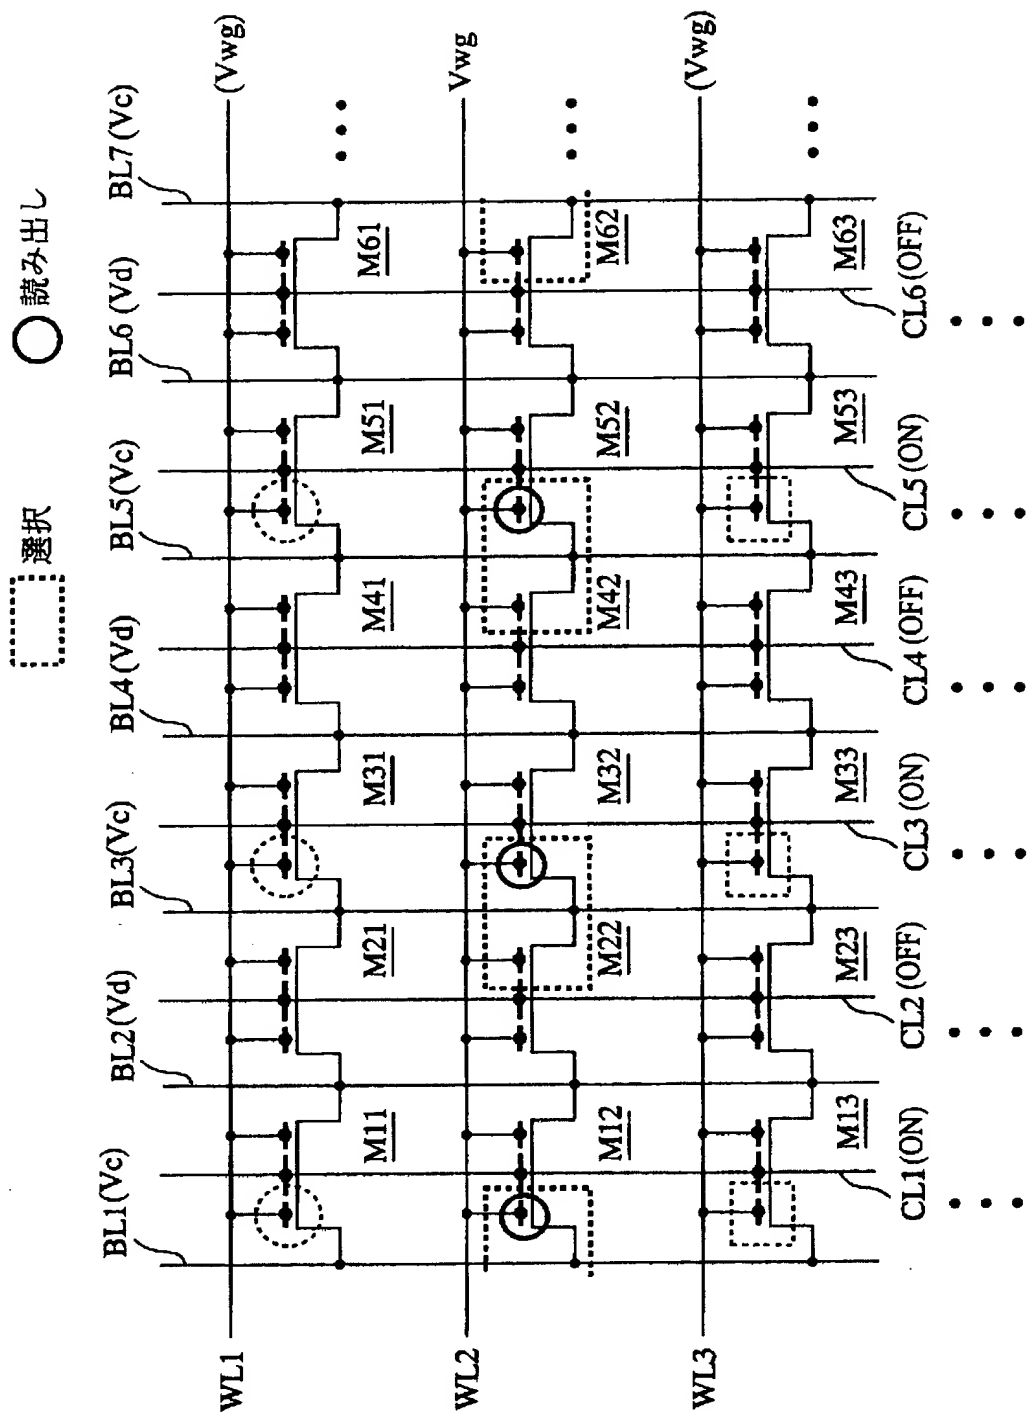 選択
読み出し
BL1(Vc)
BL2(Vd)
BL3(Vc)
BL4(Vd)
BL5(Vc)
BL6(Vd)
BL7(Vc)
WL1
(Vwg)
M11
M21
M31
M41
M51
M61
WL2
Vwg
M12
M22
M32
M42
M52
M62
WL3
(Vwg)
M13
M23
M33
M43
M53
M63
CL1(ON)
CL2(OFF)
CL3(ON)
CL4(OFF)
CL5(ON)
CL6(OFF)